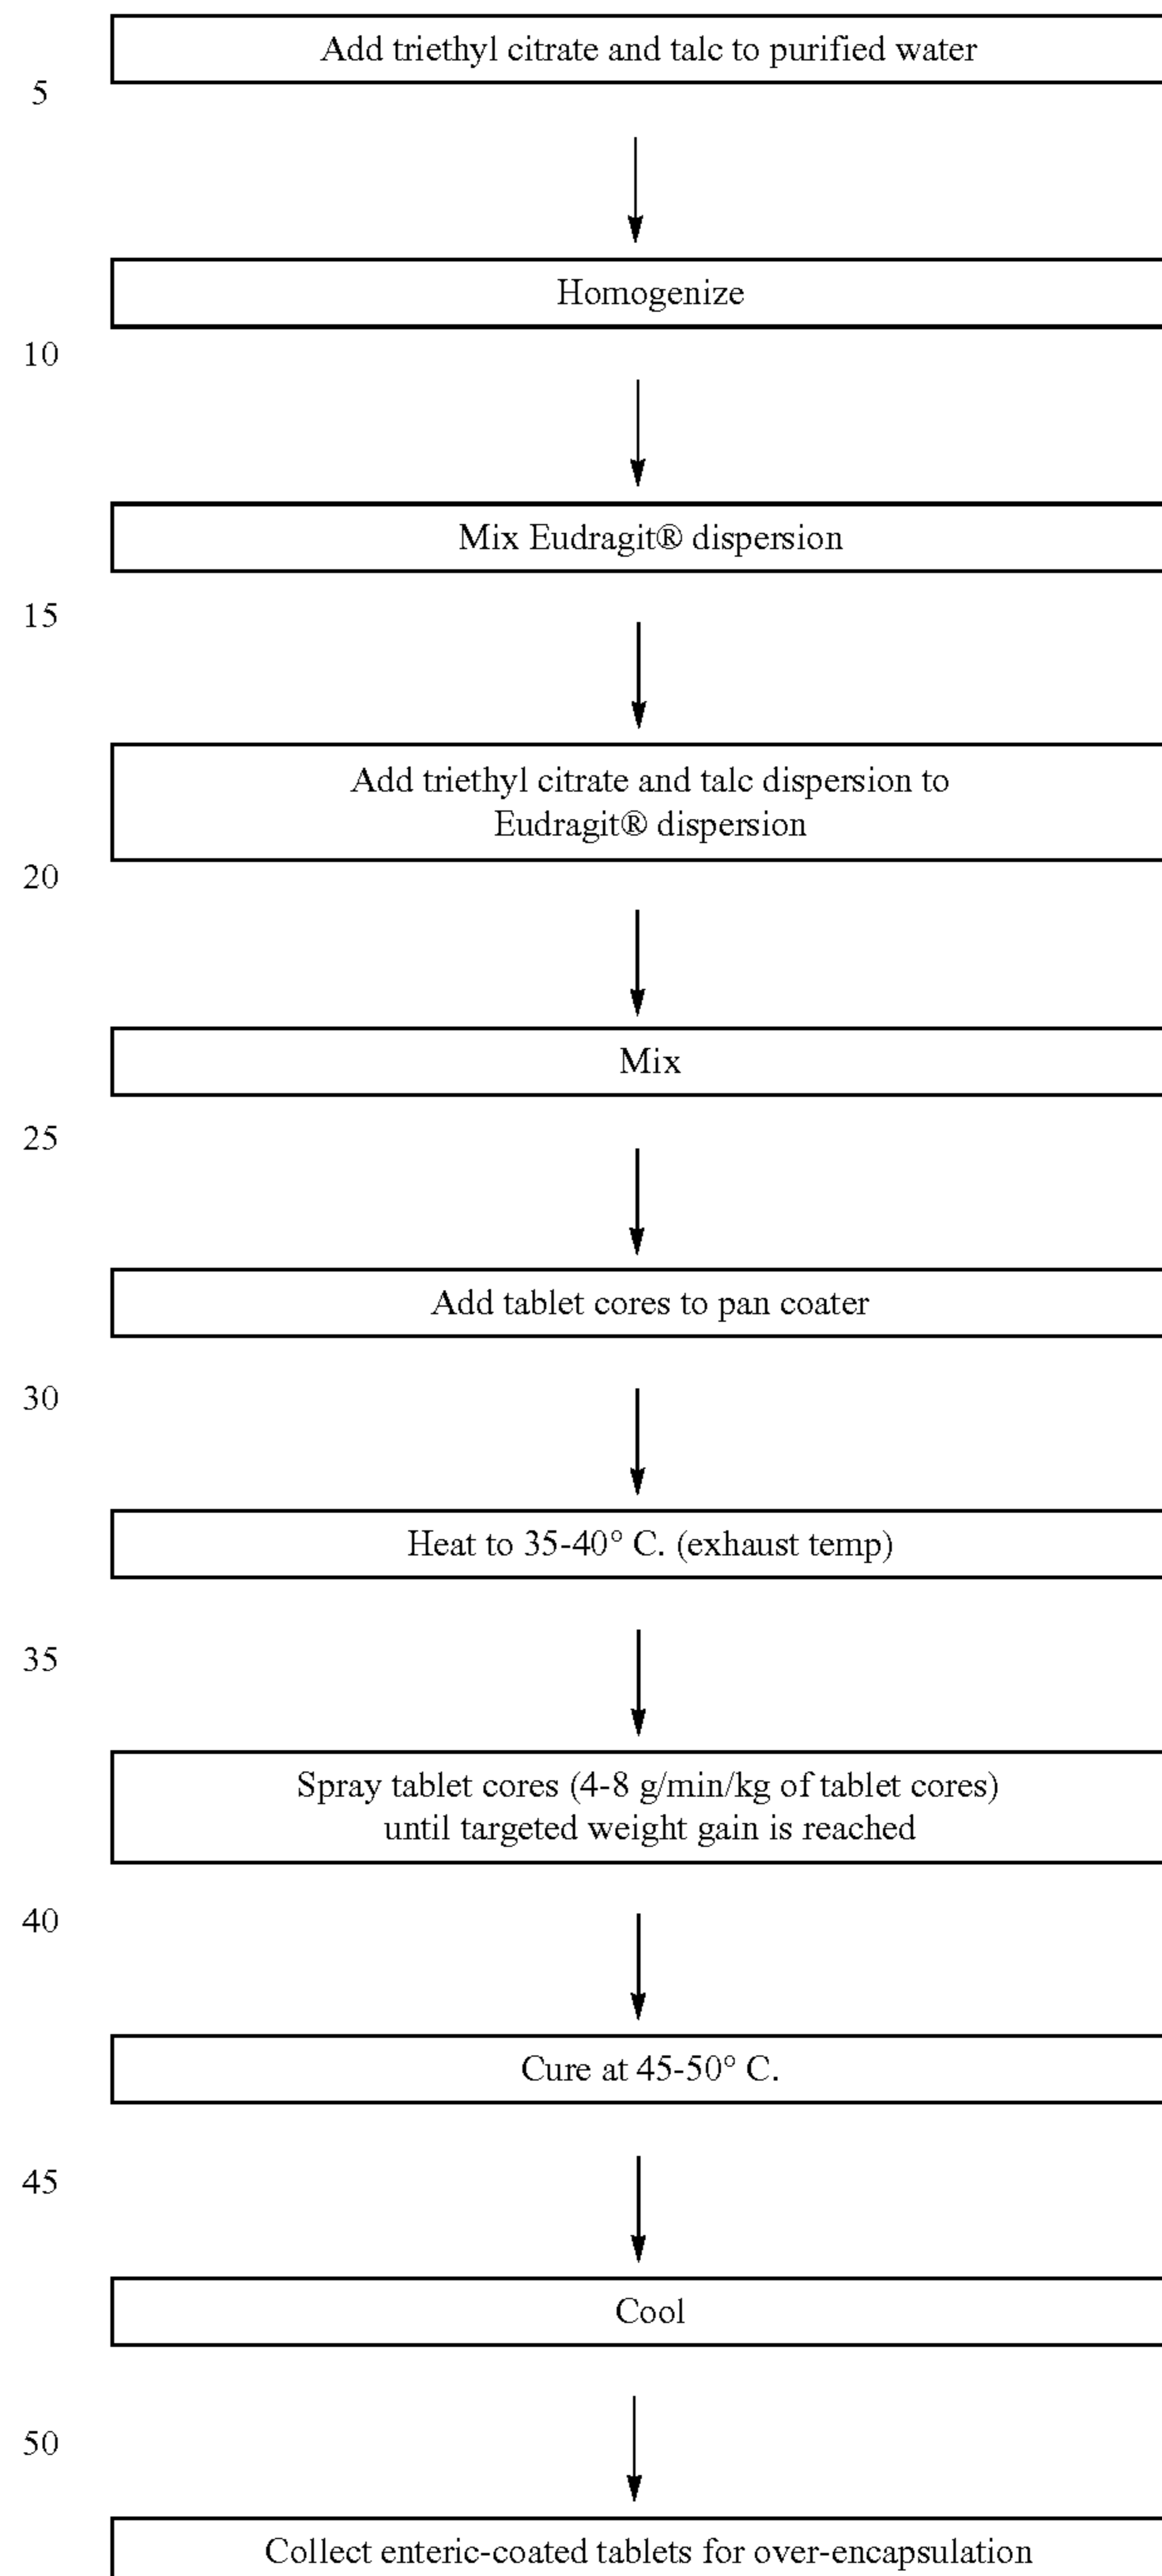 Add triethyl citrate and talc to purified water
5
Homogenize
10
Mix Eudragit® dispersion
15
Add triethyl citrate and talc dispersion to
Eudragit® dispersion
20
Mix
25
Add tablet cores to pan coater
30
Heat to 35-40° C. (exhaust temp)
35
Spray tablet cores (4-8 g/min/kg of tablet cores)
until targeted weight gain is reached
40
Cure at 45-50° C.
45
Cool
50
Collect enteric-coated tablets for over-encapsulation